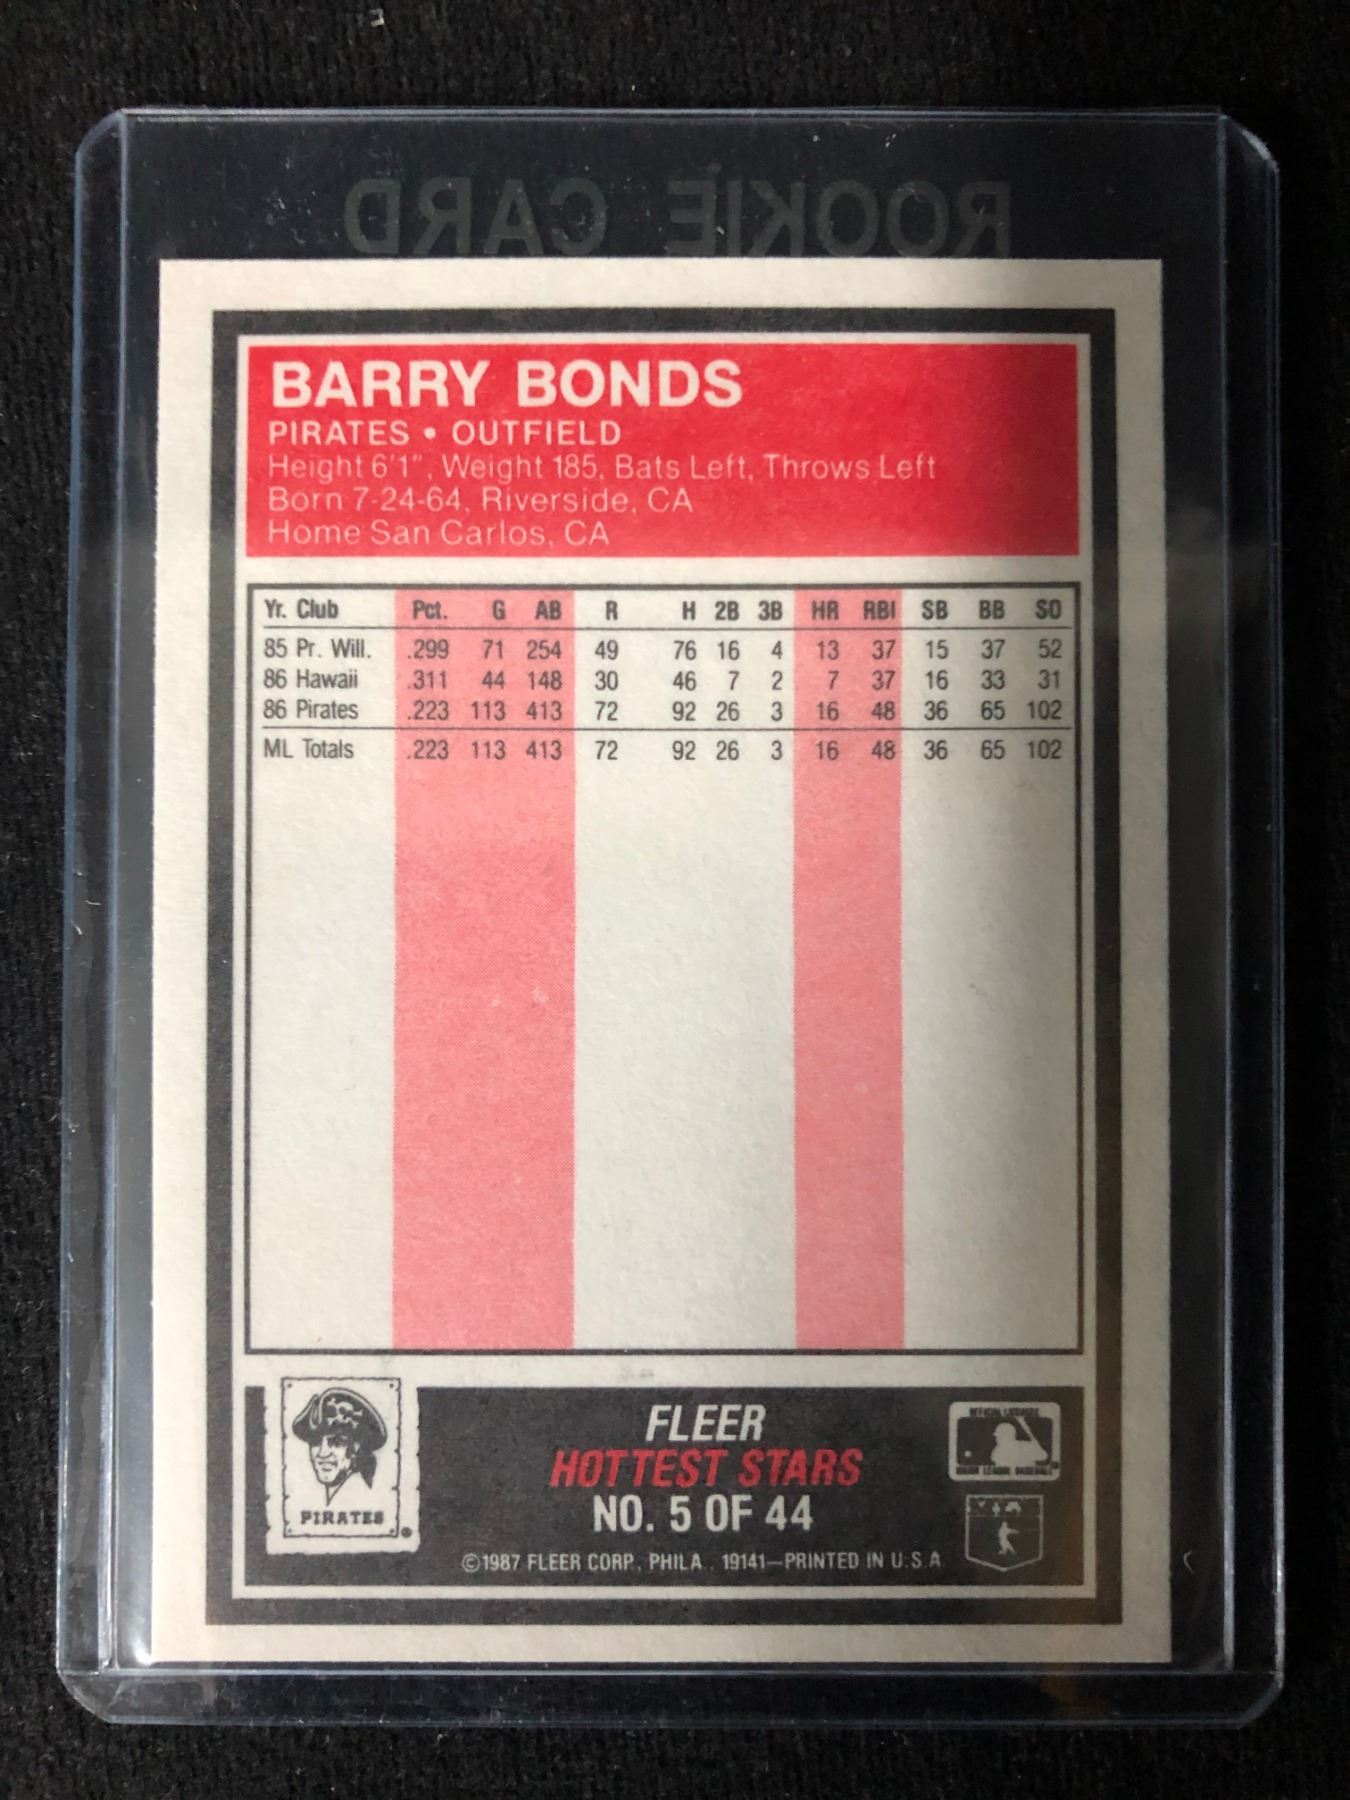 ROOKIE CARD
BARRY BONDS
PIRATES • OUTFIELD
Height 6'1", Weight 185, Bats Left, Throws Left
Born 7-24-64, Riverside, CA
Home San Carlos, CA
Yr. Club Pct. G AB R H 2B 3B HR RBI SB BB SO
85 Pr. Will. .299 71 254 49 76 16 4 13 37 15 37 52
86 Hawaii .311 44 148 30 46 7 2 7 37 16 33 31
86 Pirates .223 113 413 72 92 26 3 16 48 36 65 102
ML Totals .223 113 413 72 92 26 3 16 48 36 65 102
PIRATES ®
FLEER
HOTTEST STARS
NO. 5 OF 44
©1987 FLEER CORP., PHILA. 19141—PRINTED IN U.S.A
OFFICIAL LICENSEE
MAJOR LEAGUE BASEBALL